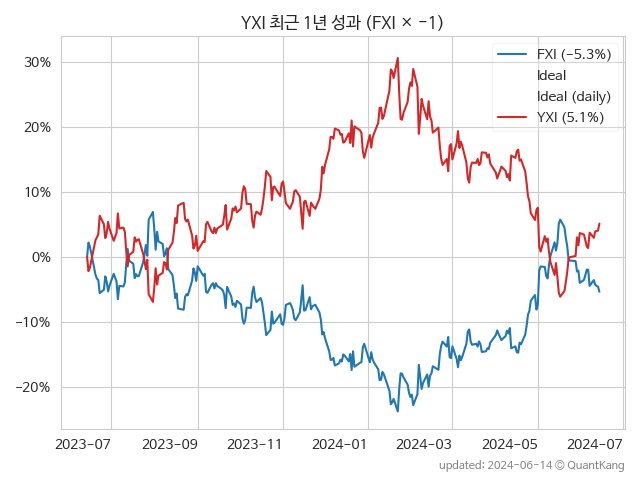 YXI 최근 1년 성과 (FXI × -1)
FXI (-5.3%)
Ideal
Ideal (daily)
YXI (5.1%)
30%
20%
10%
0%
-10%
-20%
2023-07 2023-09 2023-11 2024-01 2024-03 2024-05 2024-07
updated: 2024-06-14 © QuantKang